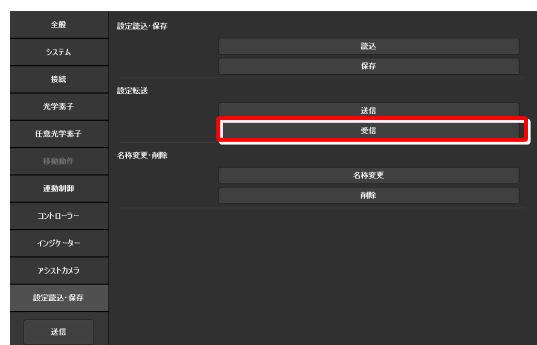 全般
システム
接続
光学素子
任意光学素子
移動動作
連動制御
コントローラー
インジケーター
アシストカメラ
設定読込・保存
送信
設定読込・保存
読込
保存
設定転送
送信
受信
名称変更・削除
名称変更
削除